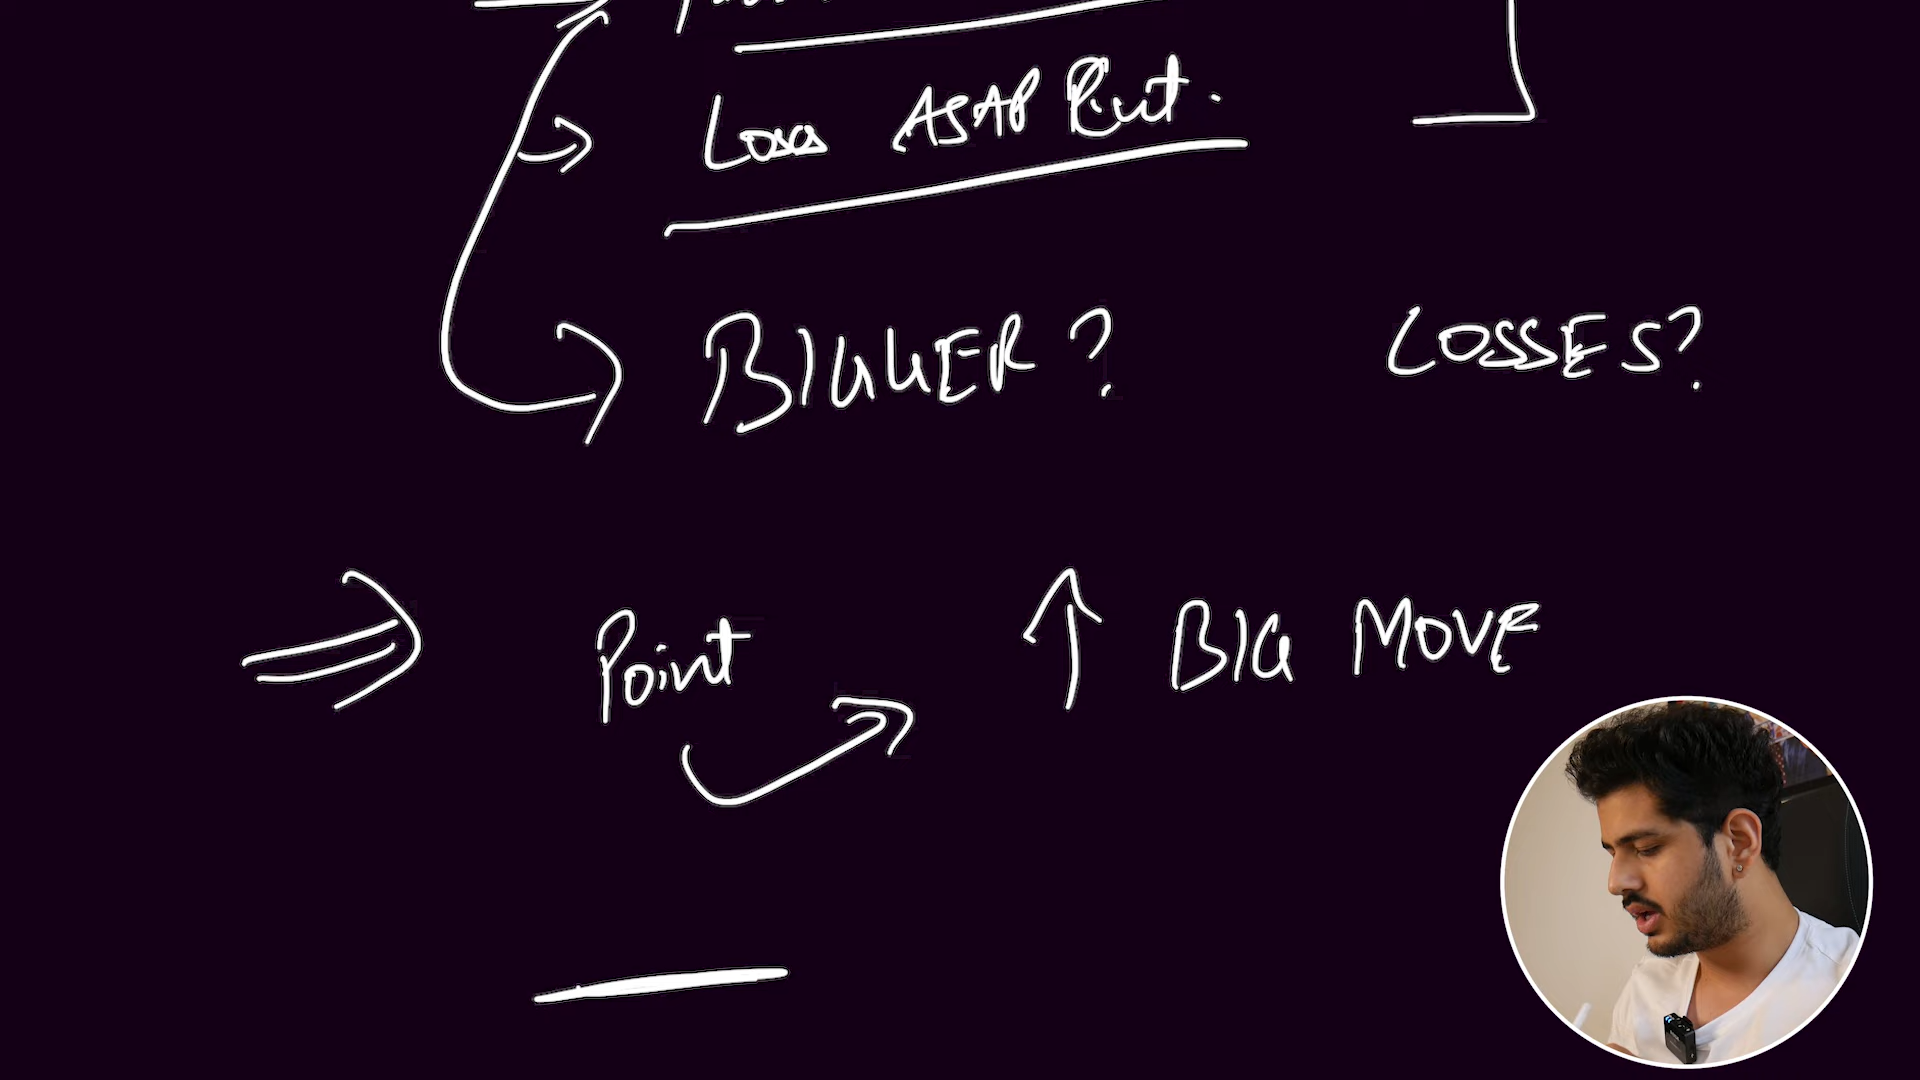 Loss ASAP Cut.
BIGGER? LOSSES?
Point ↑ BIG MOVE